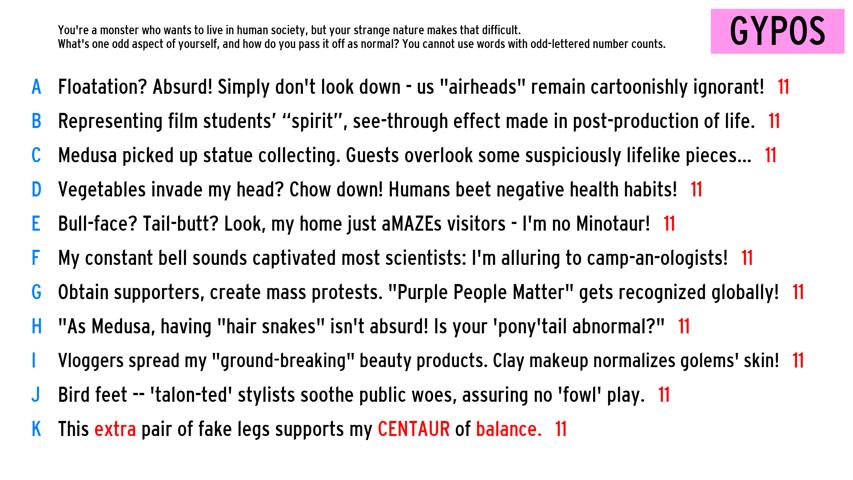 You're a monster who wants to live in human society, but your strange nature makes that difficult.
What's one odd aspect of yourself, and how do you pass it off as normal? You cannot use words with odd-lettered number counts.
GYPOS
A Floatation? Absurd! Simply don't look down - us "airheads" remain cartoonishly ignorant! 11
B Representing film students’ “spirit”, see-through effect made in post-production of life. 11
C Medusa picked up statue collecting. Guests overlook some suspiciously lifelike pieces... 11
D Vegetables invade my head? Chow down! Humans beet negative health habits! 11
E Bull-face? Tail-butt? Look, my home just aMAZEs visitors - I'm no Minotaur! 11
F My constant bell sounds captivated most scientists: I'm alluring to camp-an-ologists! 11
G Obtain supporters, create mass protests. "Purple People Matter" gets recognized globally! 11
H "As Medusa, having "hair snakes" isn't absurd! Is your 'pony'tail abnormal?" 11
I Vloggers spread my "ground-breaking" beauty products. Clay makeup normalizes golems' skin! 11
J Bird feet -- 'talon-ted' stylists soothe public woes, assuring no 'fowl' play. 11
K This extra pair of fake legs supports my CENTAUR of balance. 11